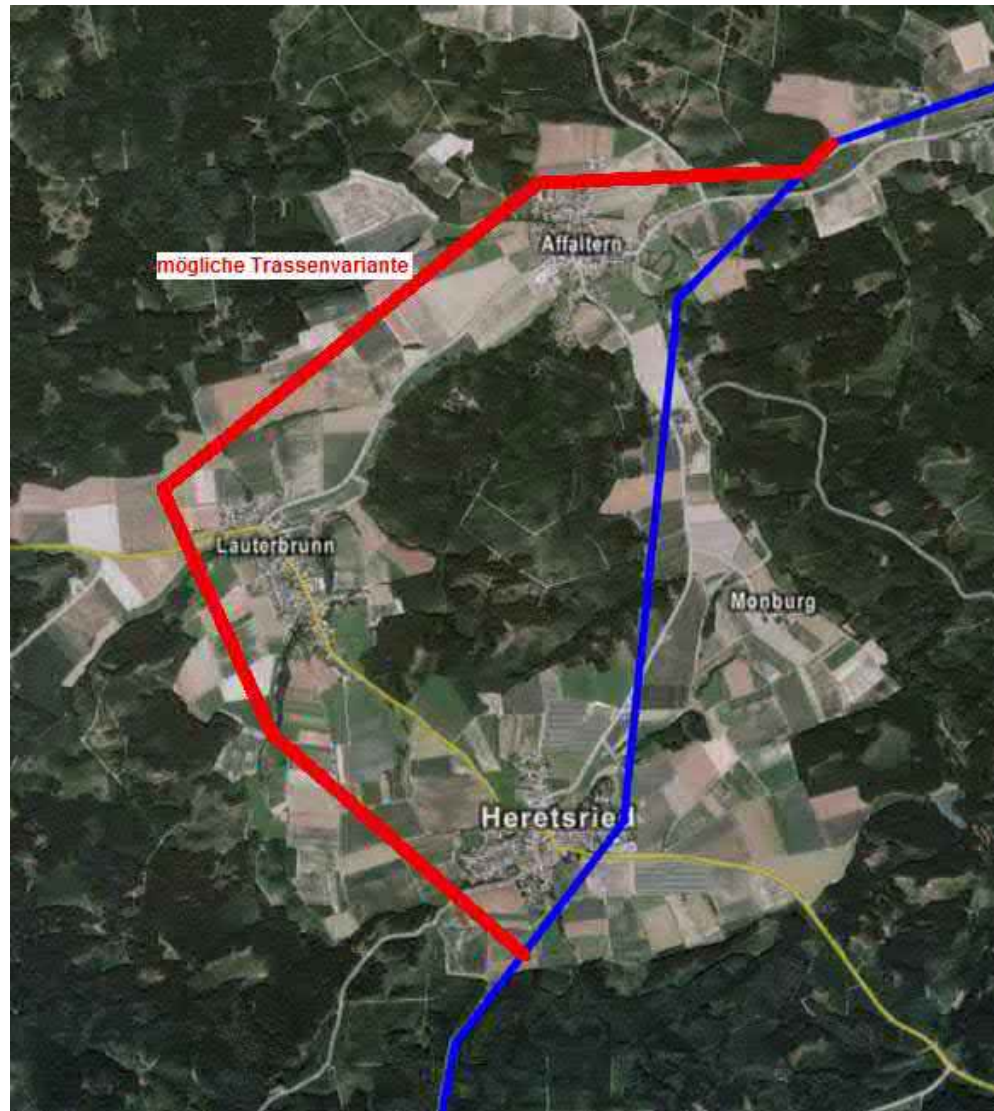 Affaltern
mögliche Trassenvariante
Lauterbrunn
Monburg
Heretsried